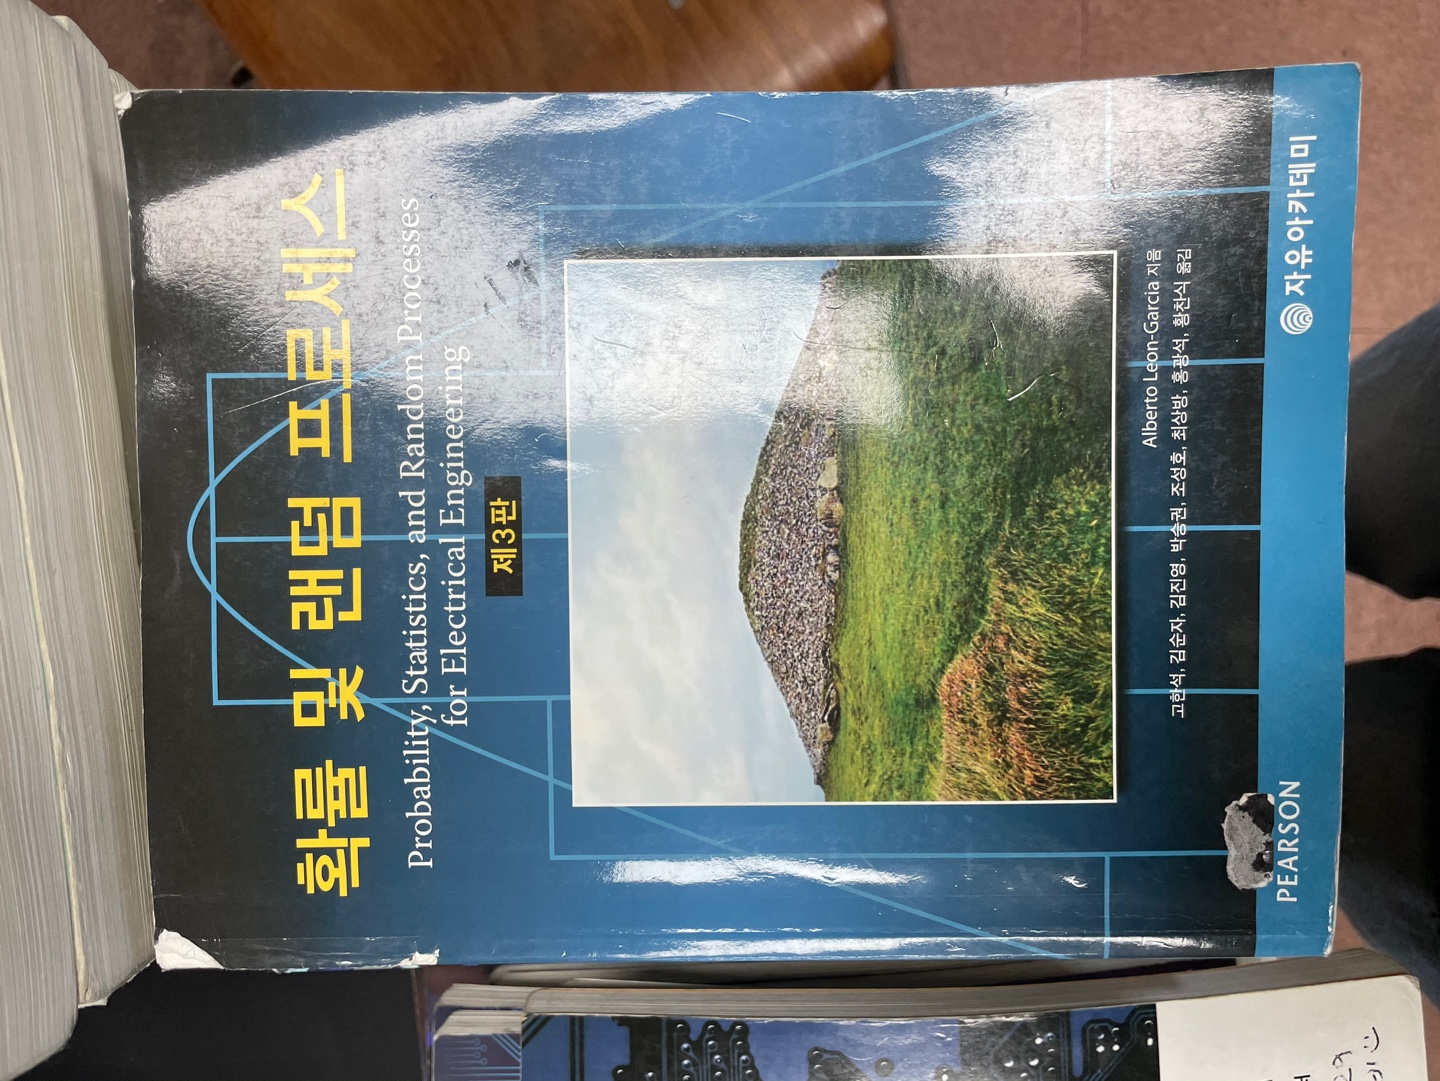 확률 및 랜덤 프로세스
Probability, Statistics, and Random Processes
for Electrical Engineering
제3판
Alberto Leon-Garcia 지음
고한석, 김순자, 김진영, 박승권, 조성호, 최상방, 홍광석, 황찬식 옮김
PEARSON
자유아카데미
29